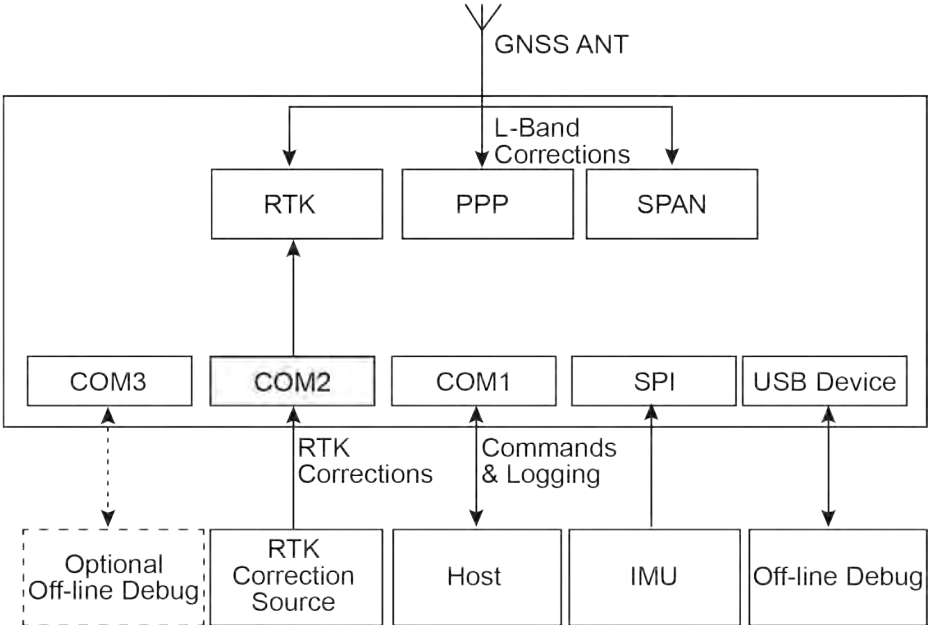 GNSS ANT
L-Band
Corrections
RTK
PPP
SPAN
COM3
COM2
COM1
SPI
USB Device
RTK
Corrections
Commands
& Logging
Optional
Off-line Debug
RTK
Correction
Source
Host
IMU
Off-line Debug